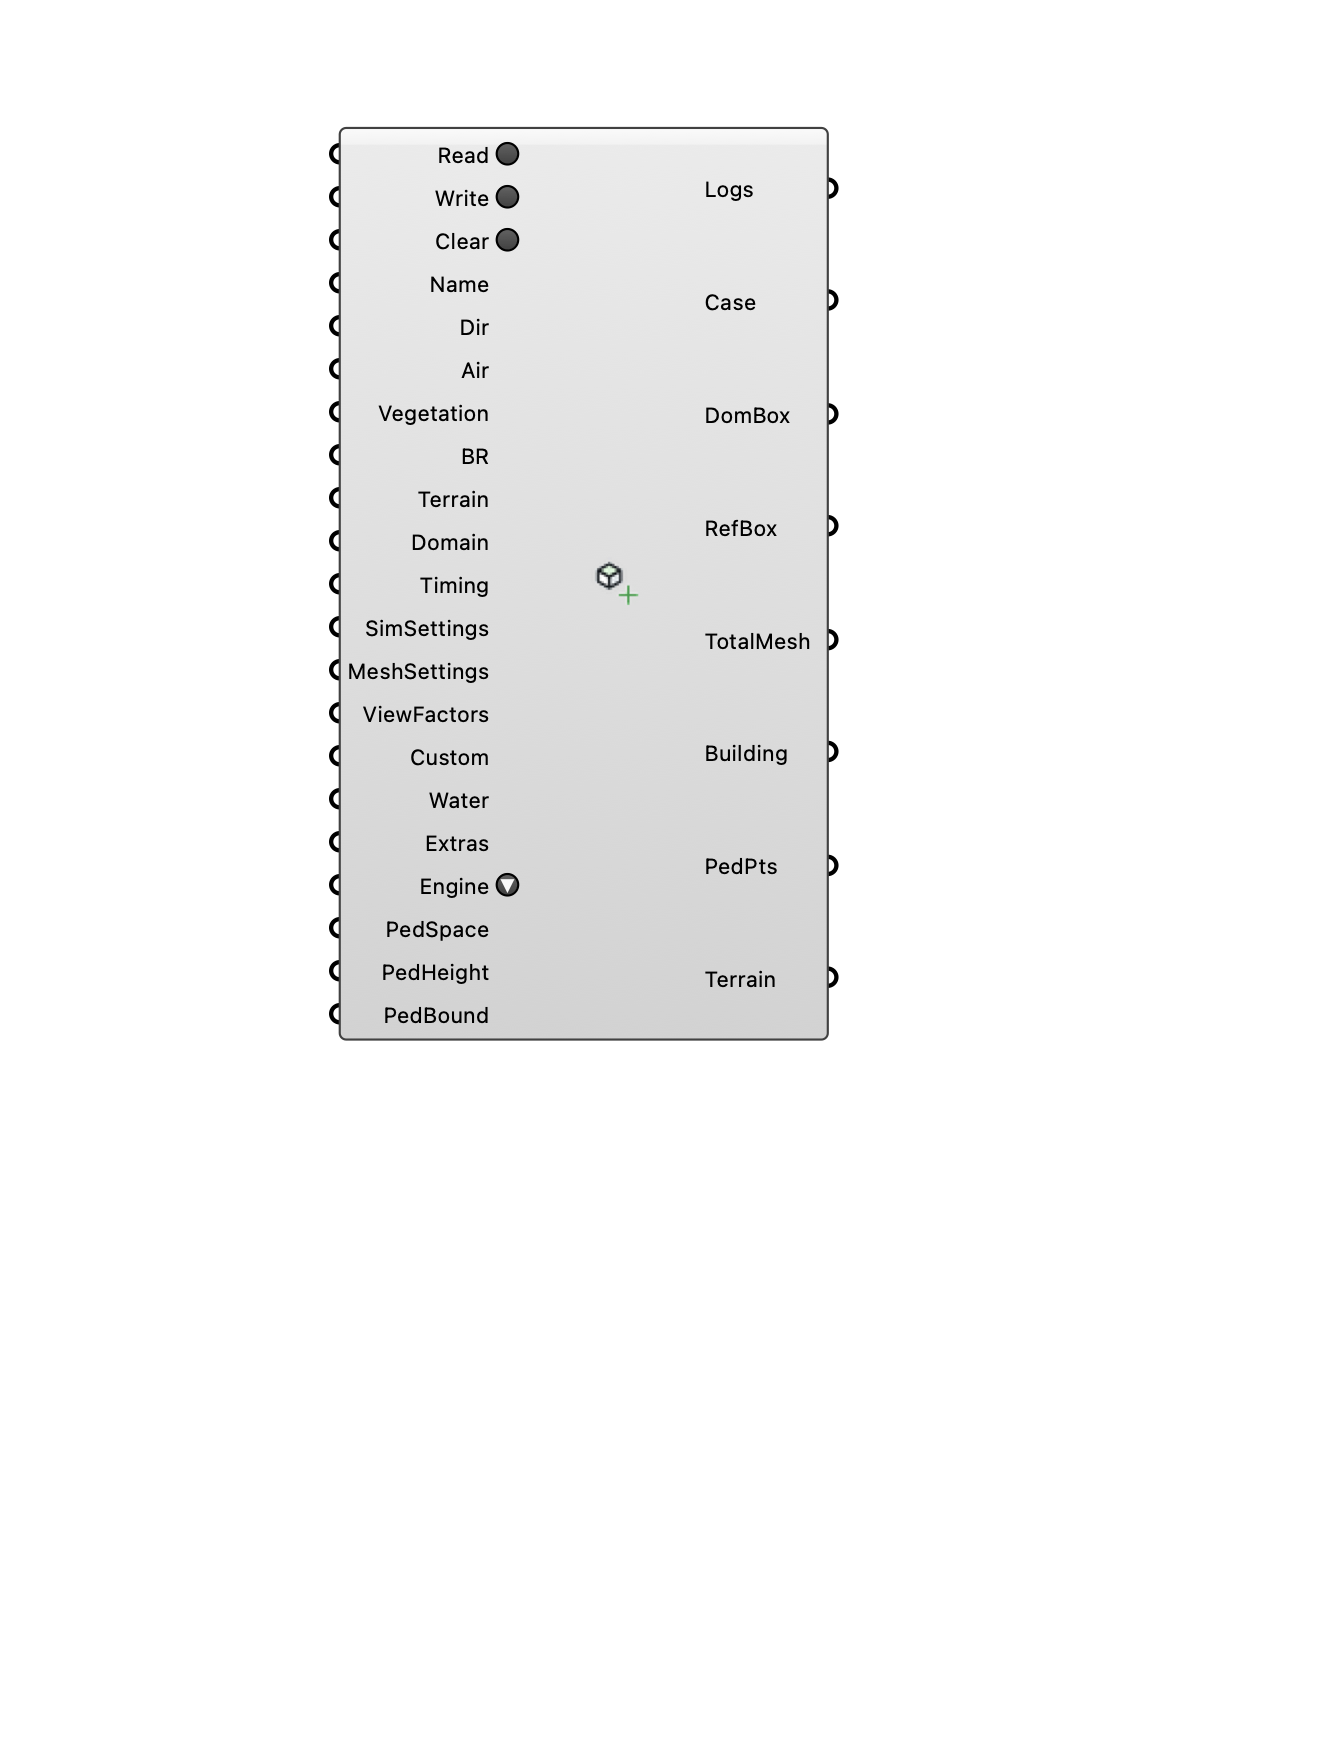 Read
Write
Clear
Name
Dir
Air
Vegetation
BR
Terrain
Domain
Timing
SimSettings
MeshSettings
ViewFactors
Custom
Water
Extras
Engine
PedSpace
PedHeight
PedBound
Logs
Case
DomBox
RefBox
TotalMesh
Building
PedPts
Terrain